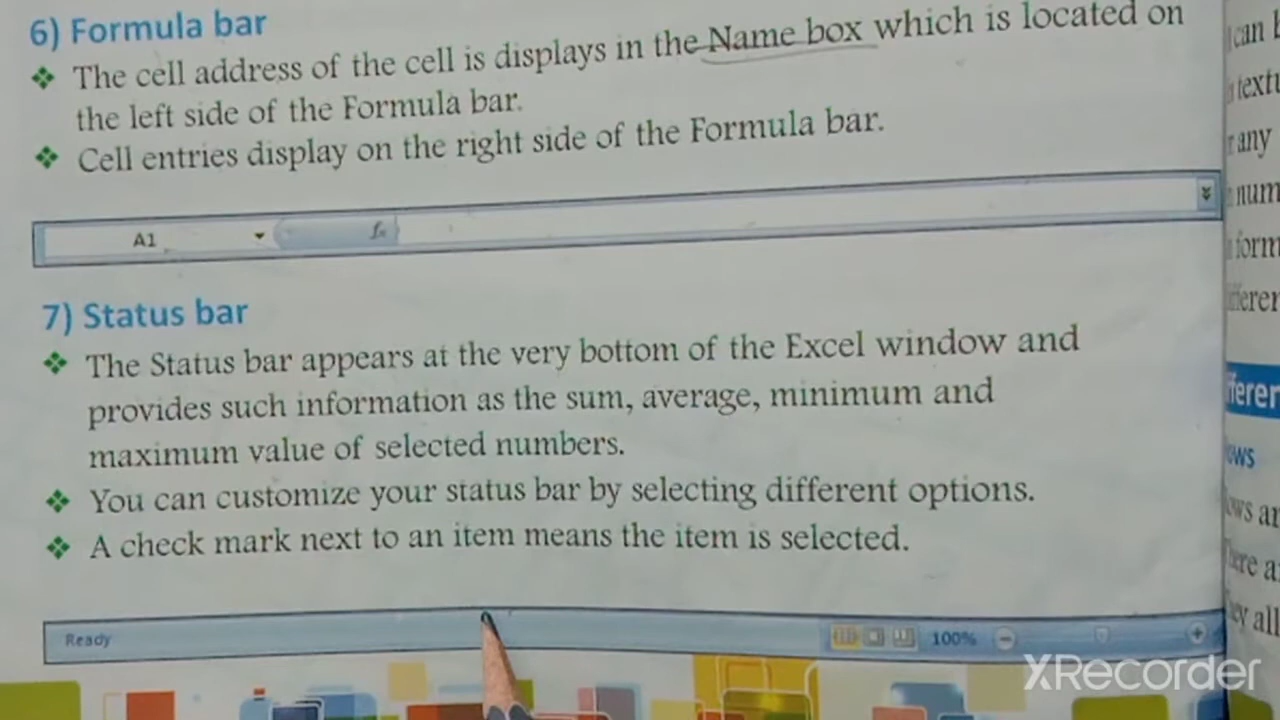 6) Formula bar
❖ The cell address of the cell is displays in the Name box which is located on
the left side of the Formula bar.
❖ Cell entries display on the right side of the Formula bar.
A1 fx
7) Status bar
❖ The Status bar appears at the very bottom of the Excel window and
provides such information as the sum, average, minimum and
maximum value of selected numbers.
❖ You can customize your status bar by selecting different options.
❖ A check mark next to an item means the item is selected.
Ready 100%
XRecorder
can
any